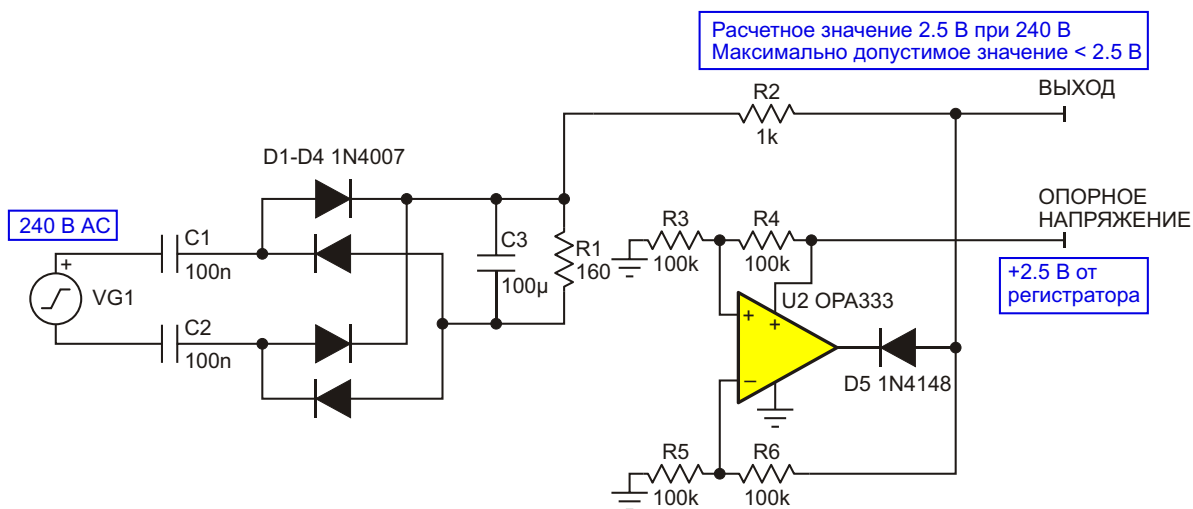 Расчетное значение 2.5 В при 240 В
Максимально допустимое значение < 2.5 В
ВЫХОД
R2
1k
D1-D4 1N4007
240 В AC
+
VG1
C1
100n
C2
100n
C3
100µ
R1
160
R3
100k
R4
100k
ОПОРНОЕ
НАПРЯЖЕНИЕ
+2.5 В от
регистратора
U2 OPA333
+
+
−
D5 1N4148
R5
100k
R6
100k